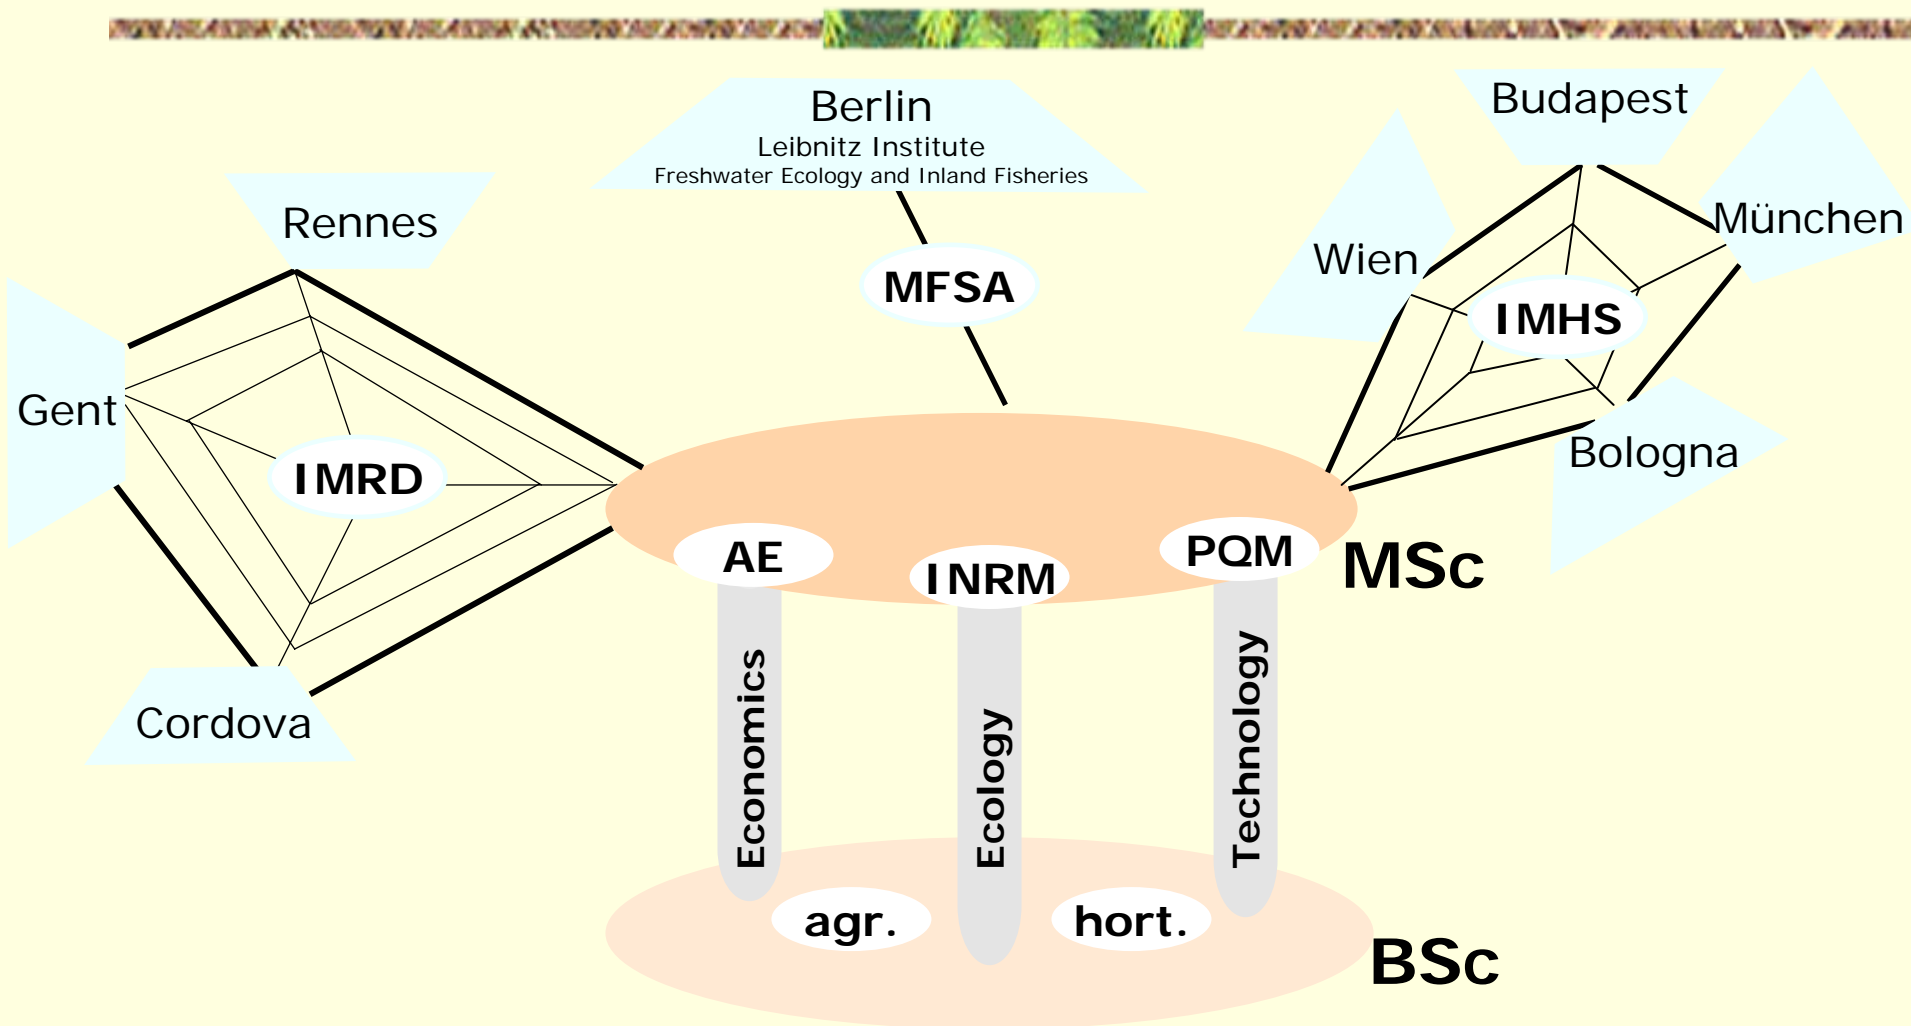 Berlin
Leibnitz Institute
Freshwater Ecology and Inland Fisheries
Budapest
München
Wien
Rennes
MFSA
IMHS
Gent
IMRD
Bologna
Cordova
AE
INRM
PQM
MSc
Economics
Ecology
Technology
agr.
hort.
BSc